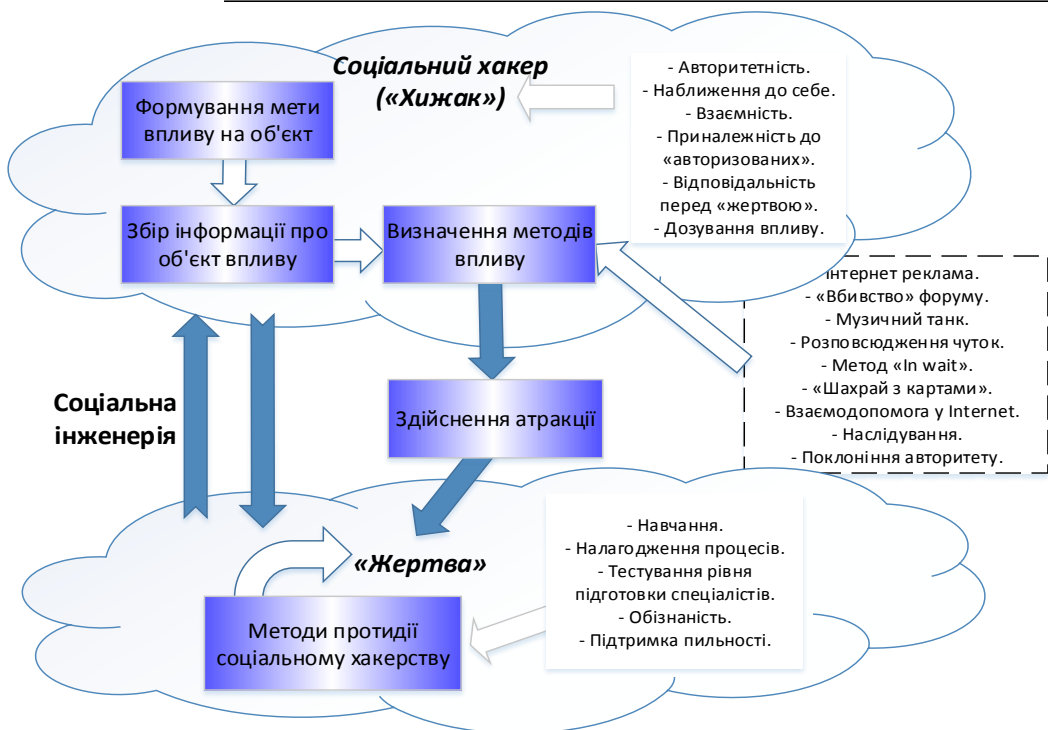 Соціальний хакер
(«Хижак»)
Формування мети
впливу на об'єкт
- Авторитетність.
- Наближення до себе.
- Взаємність.
- Приналежність до
«авторизованих».
- Відповідальність
перед «жертвою».
- Дозування впливу.
Збір інформації про
об'єкт впливу
Визначення методів
впливу
Інтернет реклама.
- «Вбивство» форуму.
- Музичний танк.
- Розповсюдження чуток.
- Метод «In wait».
- «Шахрай з картами».
- Взаємодопомога у Internet.
- Наслідування.
- Поклоніння авторитету.
Соціальна
інженерія
Здійснення атракції
«Жертва»
- Навчання.
- Налагодження процесів.
- Тестування рівня
підготовки спеціалістів.
- Обізнаність.
- Підтримка пильності.
Методи протидії
соціальному хакерству